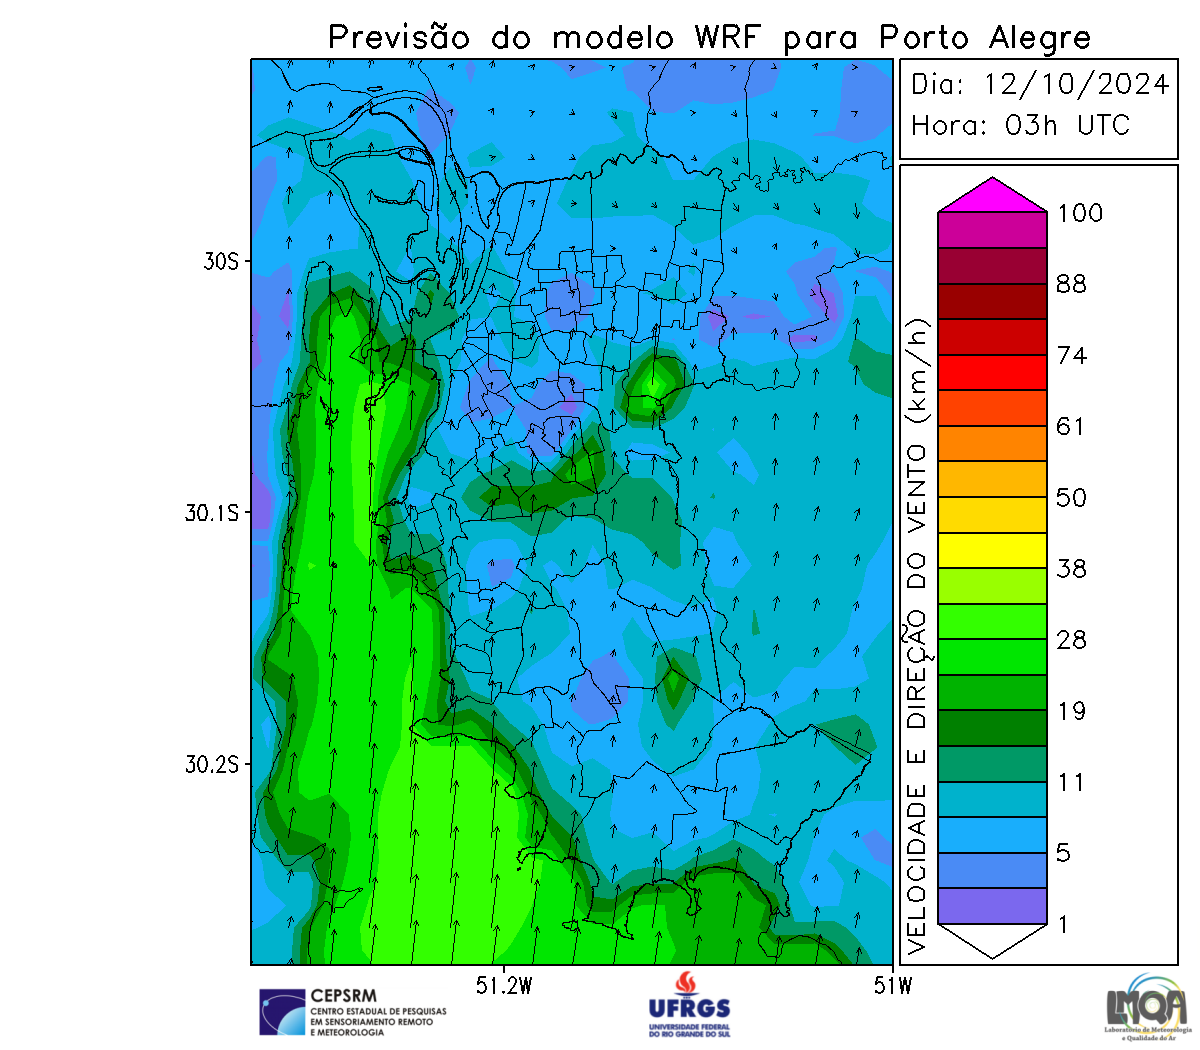 Previsão do modelo WRF para Porto Alegre
Dia: 12/10/2024
Hora: 03h UTC
VELOCIDADE E DIREÇÃO DO VENTO (km/h)
100
88
74
61
50
38
28
19
11
5
1
30S
30.1S
30.2S
51.2W
51W
CEPSRM
CENTRO ESTADUAL DE PESQUISAS
EM SENSORIAMENTO REMOTO
E METEOROLOGIA
UFRGS
UNIVERSIDADE FEDERAL
DO RIO GRANDE DO SUL
LMQA
Laboratório de Meteorologia
e Qualidade do Ar